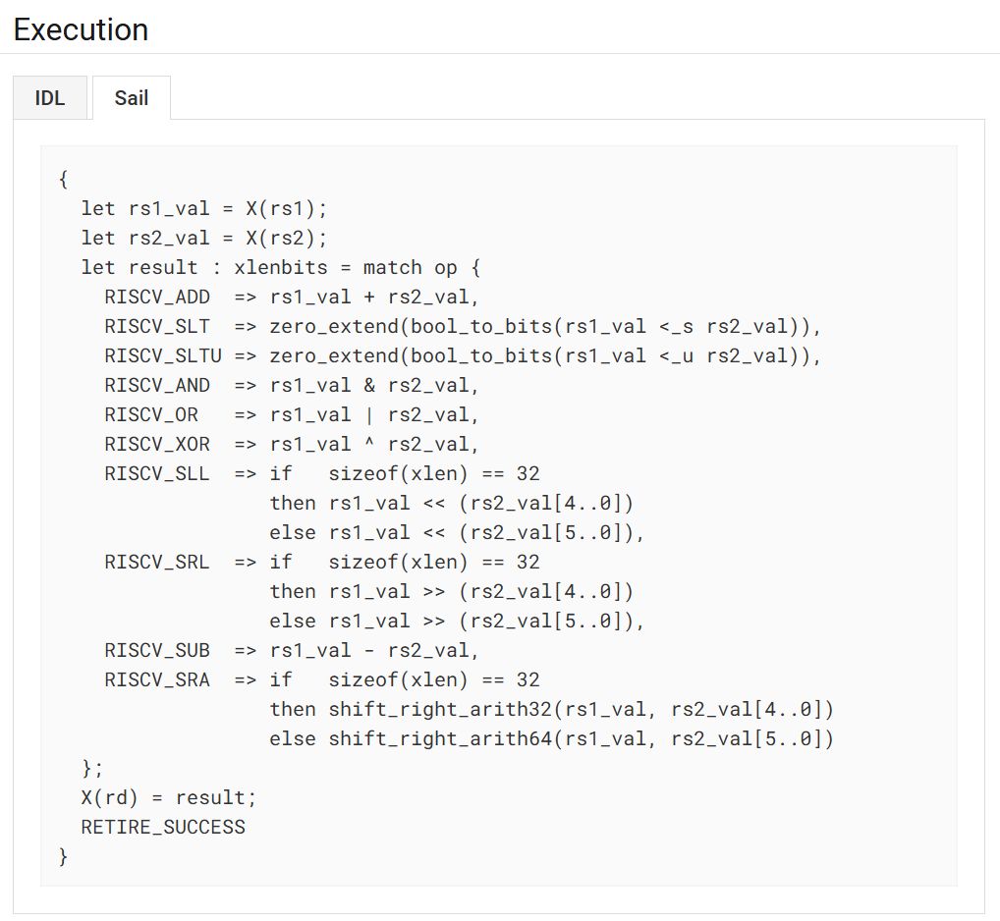 Execution
IDL Sail
{
  let rs1_val = X(rs1);
  let rs2_val = X(rs2);
  let result : xlenbits = match op {
    RISCV_ADD  => rs1_val + rs2_val,
    RISCV_SLT  => zero_extend(bool_to_bits(rs1_val <_s rs2_val)),
    RISCV_SLTU => zero_extend(bool_to_bits(rs1_val <_u rs2_val)),
    RISCV_AND  => rs1_val & rs2_val,
    RISCV_OR   => rs1_val | rs2_val,
    RISCV_XOR  => rs1_val ^ rs2_val,
    RISCV_SLL  => if   sizeof(xlen) == 32
                  then rs1_val << (rs2_val[4..0])
                  else rs1_val << (rs2_val[5..0]),
    RISCV_SRL  => if   sizeof(xlen) == 32
                  then rs1_val >> (rs2_val[4..0])
                  else rs1_val >> (rs2_val[5..0]),
    RISCV_SUB  => rs1_val - rs2_val,
    RISCV_SRA  => if   sizeof(xlen) == 32
                  then shift_right_arith32(rs1_val, rs2_val[4..0])
                  else shift_right_arith64(rs1_val, rs2_val[5..0])
  };
  X(rd) = result;
  RETIRE_SUCCESS
}